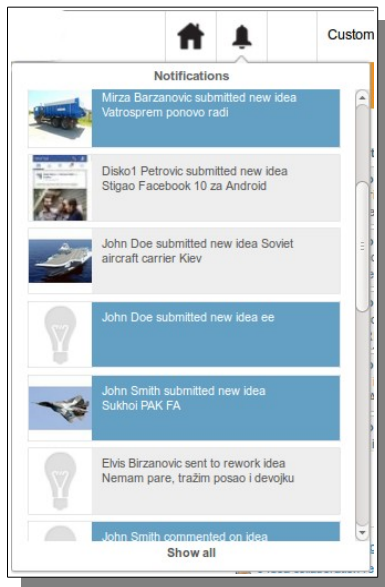 Custom
Notifications
Mirza Barzanovic submitted new idea
Vatrosprem ponovo radi
Disko1 Petrovic submitted new idea
Stigao Facebook 10 za Android
John Doe submitted new idea Soviet
aircraft carrier Kiev
John Doe submitted new idea ee
John Smith submitted new idea
Sukhoi PAK FA
Elvis Birzanovic sent to rework idea
Nemam pare, tražim posao i devojku
John Smith commented on idea
Show all